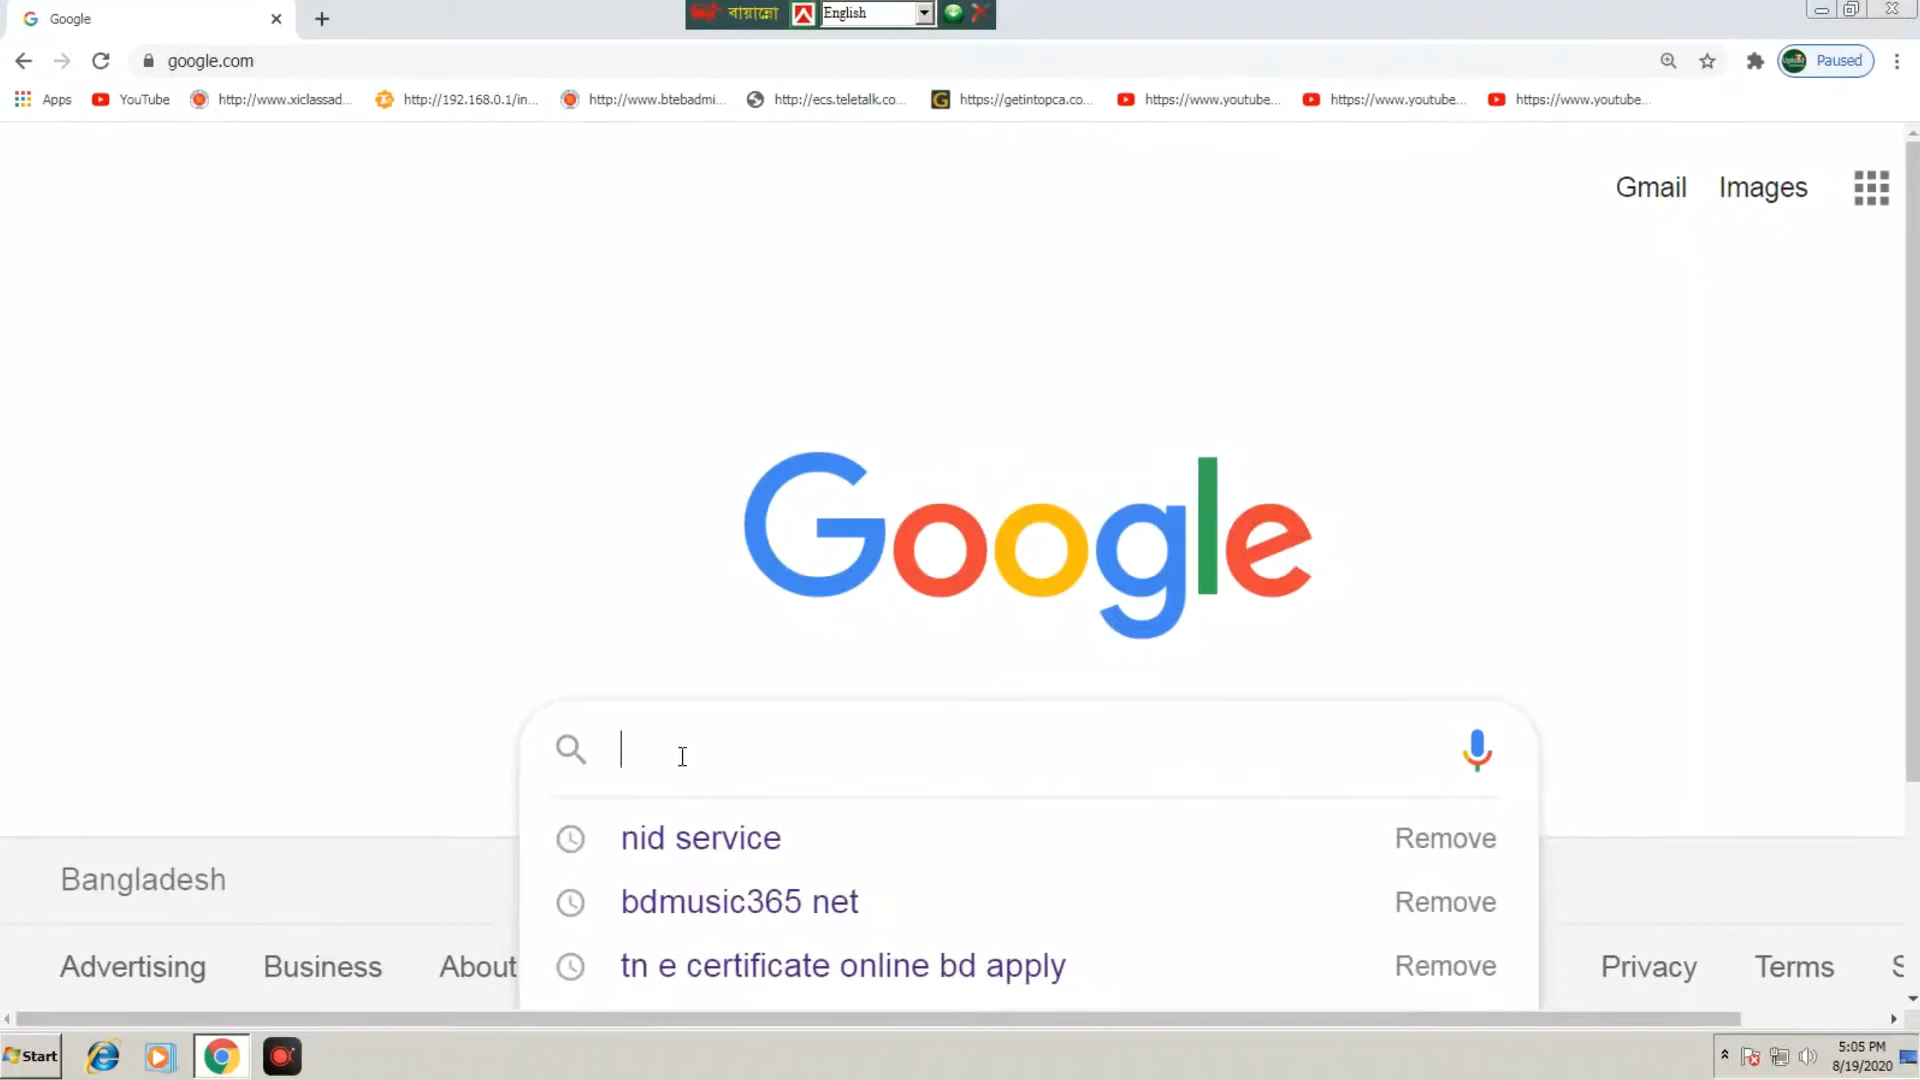 Google
বায়ান্নো
English
google.com
Paused
Apps
YouTube
http://www.xiclassad...
http://192.168.0.1/in...
http://www.btebadmi...
http://ecs.teletalk.co...
https://getintopca.co...
https://www.youtube...
https://www.youtube...
https://www.youtube...
Gmail Images
Google
nid service Remove
bdmusic365 net Remove
tn e certificate online bd apply Remove
Bangladesh
Advertising Business About
Privacy Terms
Start
5:05 PM
8/19/2020